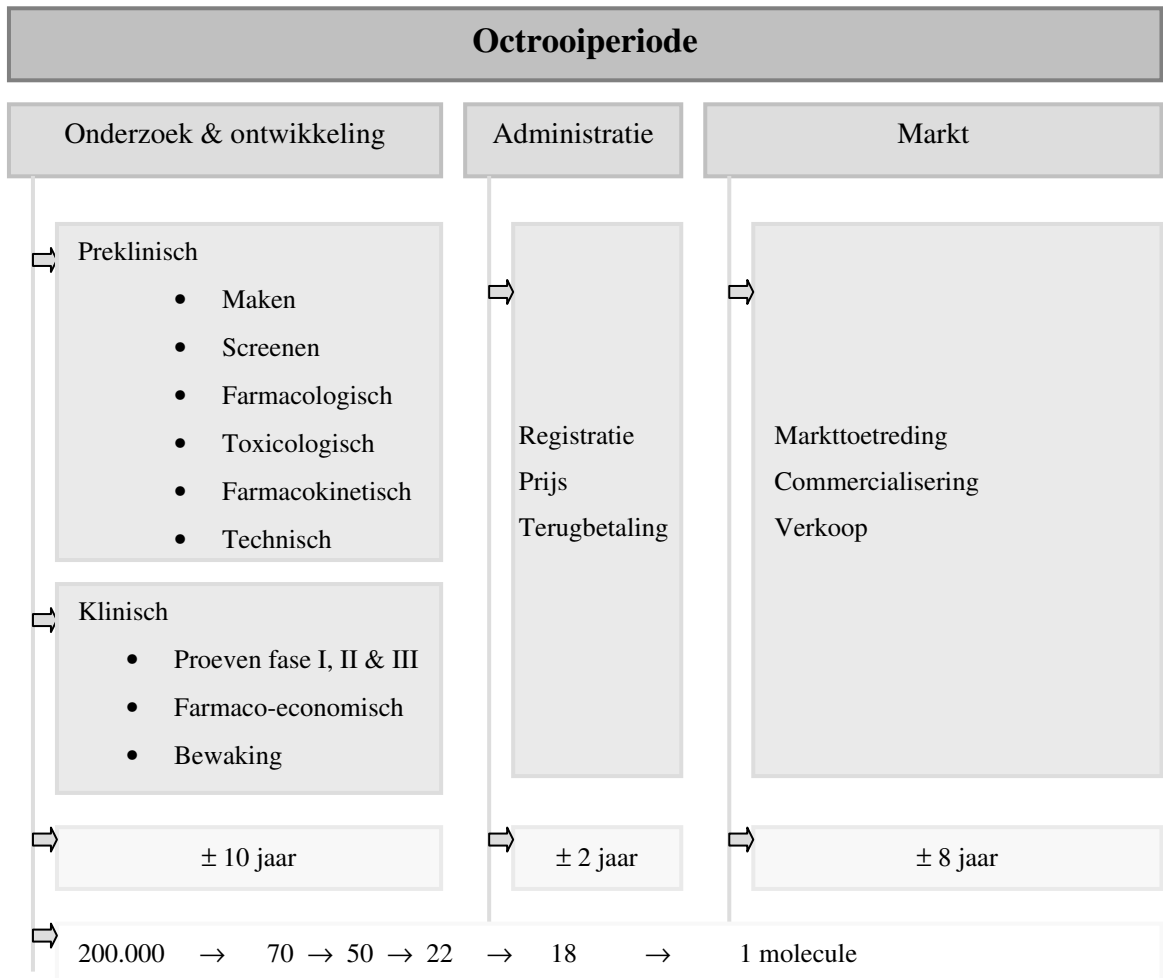 Octrooiperiode
Onderzoek & ontwikkeling
Administratie
Markt
Preklinisch
• Maken
• Screenen
• Farmacologisch
• Toxicologisch
• Farmacokinetisch
• Technisch
Klinisch
• Proeven fase I, II & III
• Farmaco-economisch
• Bewaking
Registratie
Prijs
Terugbetaling
Markttoetreding
Commercialisering
Verkoop
± 10 jaar
± 2 jaar
± 8 jaar
200.000 → 70 → 50 → 22 → 18 → 1 molecule